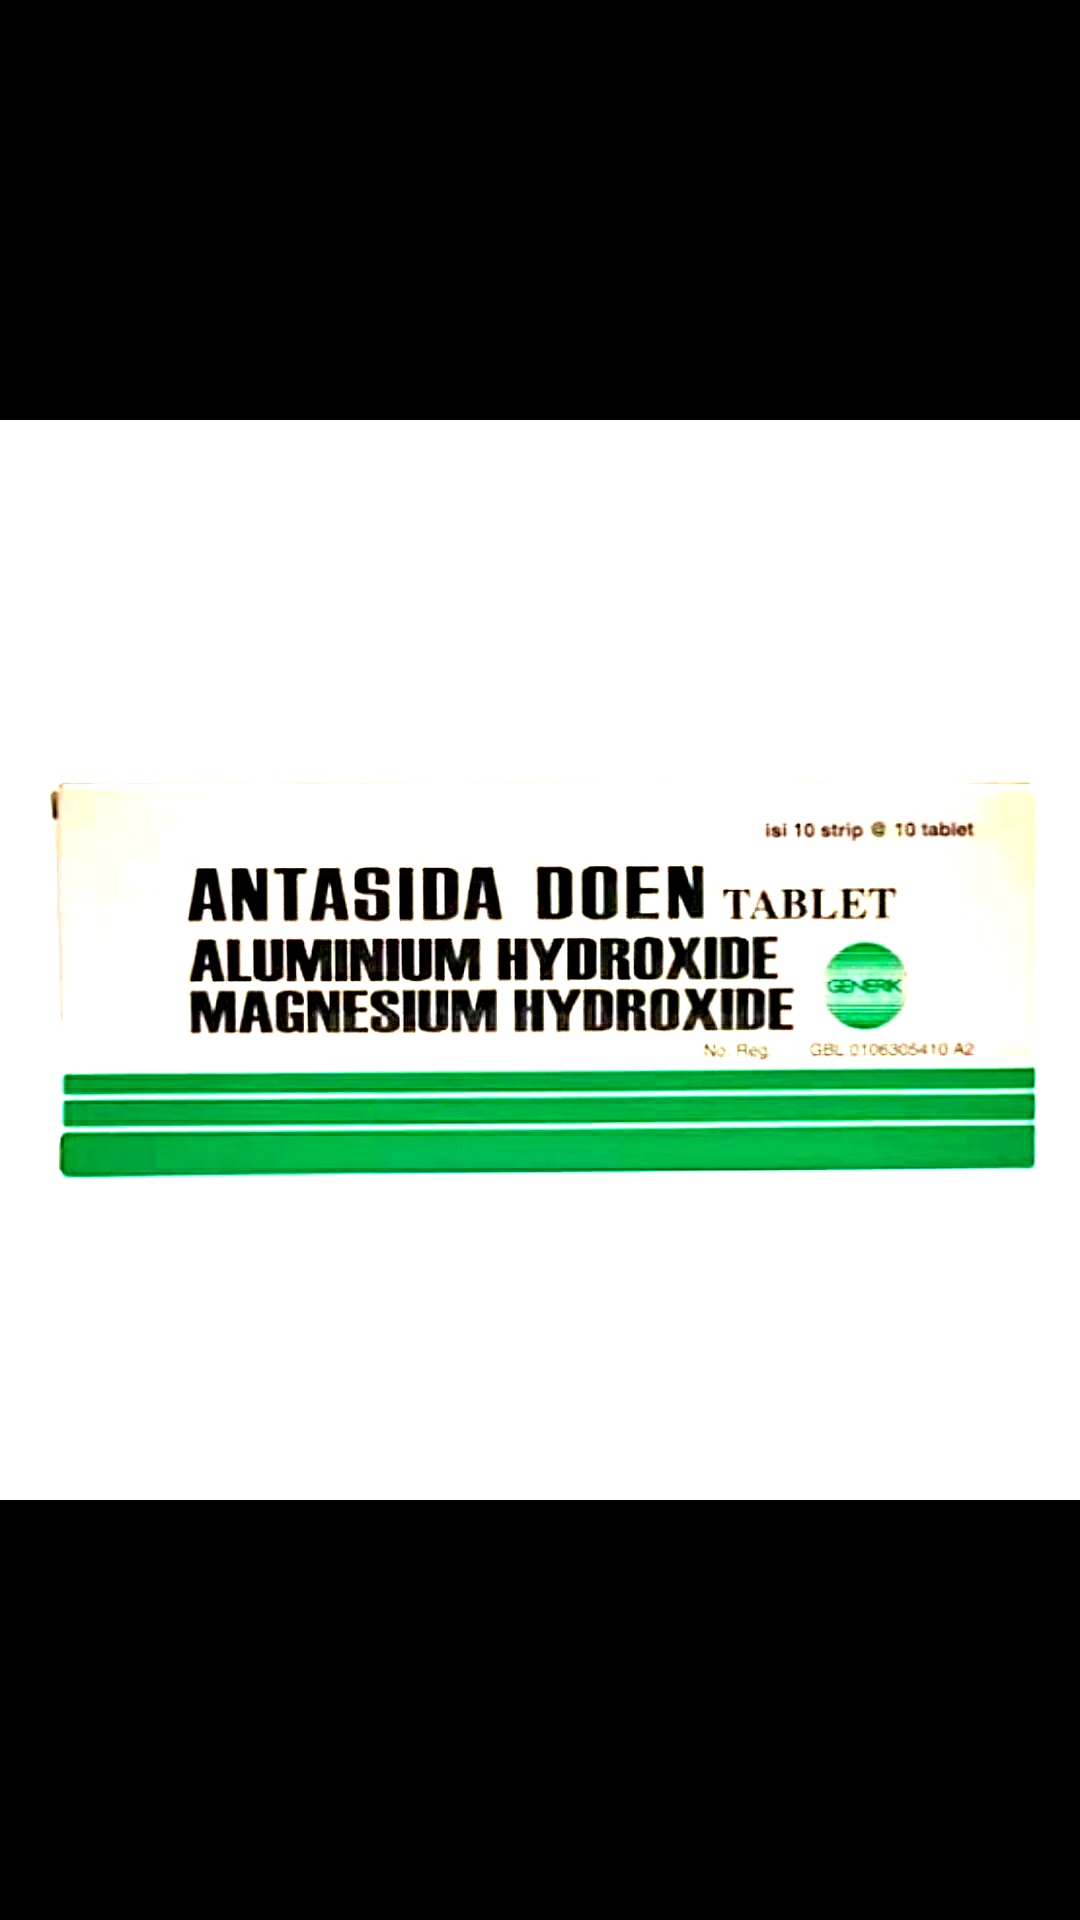 isi 10 strip @ 10 tablet
ANTASIDA DOEN TABLET
ALUMINIUM HYDROXIDE
MAGNESIUM HYDROXIDE
GENERIK
No. Reg. GBL 0106305410 A2